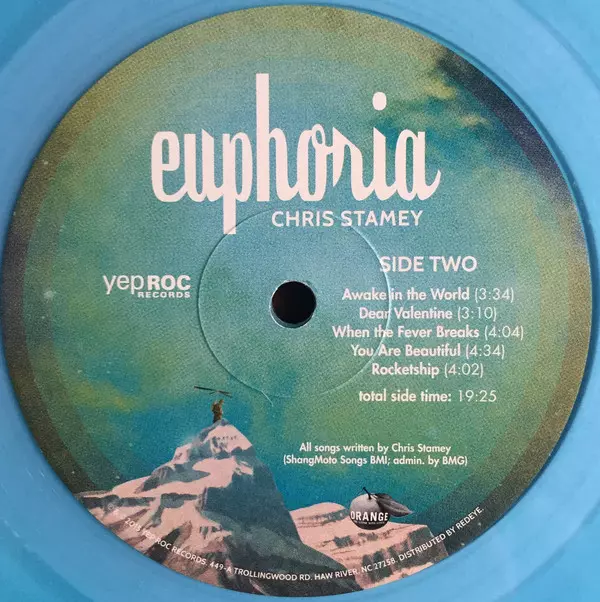 euphoria
CHRIS STAMEY
SIDE TWO
yep ROC
RECORDS
Awake in the World (3:34)
Dear Valentine (3:10)
When the Fever Breaks (4:04)
You Are Beautiful (4:34)
Rocketship (4:02)
total side time: 19:25
All songs written by Chris Stamey
(ShangMoto Songs BMI; admin. by BMG)
ORANGE
YEP ROC RECORDS, 449-A TROLLINGWOOD RD. HAW RIVER, NC 27258. DISTRIBUTED BY REDEYE.